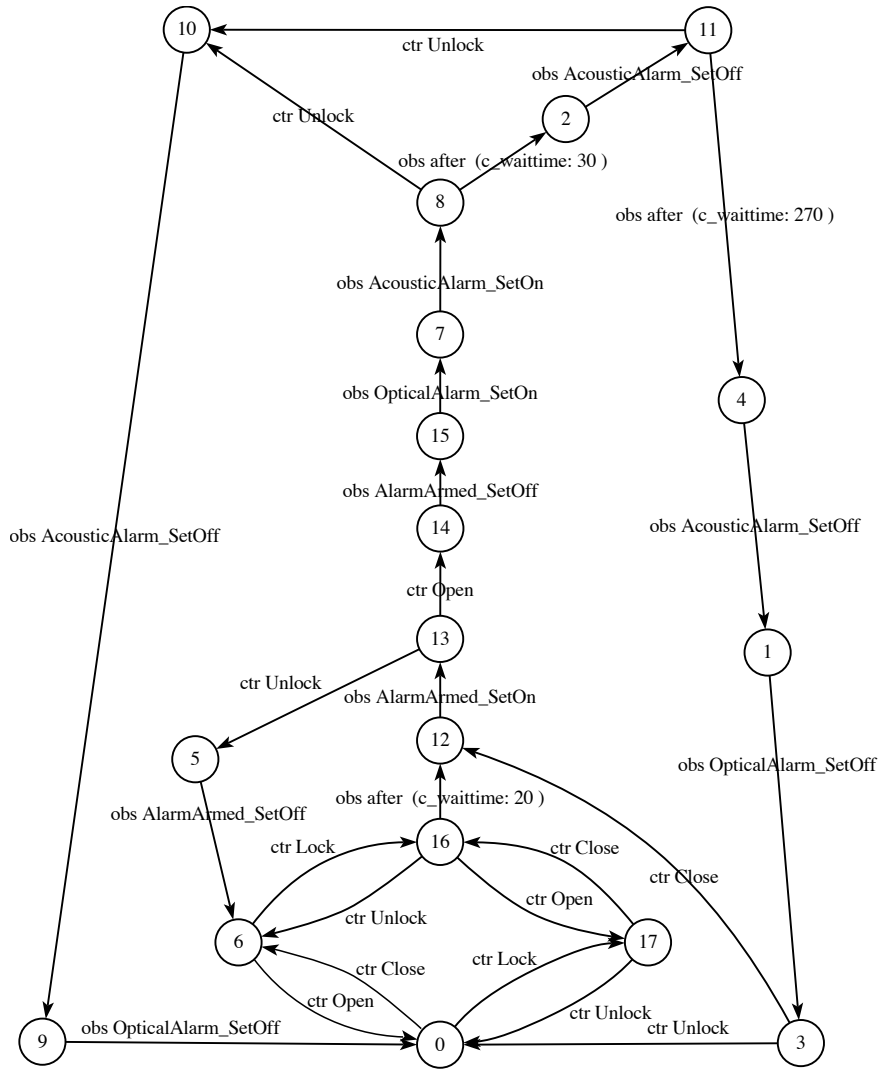 10
11
ctr Unlock
obs AcousticAlarm_SetOff
2
ctr Unlock
obs after (c_waittime: 30 )
8
obs after (c_waittime: 270 )
obs AcousticAlarm_SetOn
7
obs OpticalAlarm_SetOn
4
15
obs AlarmArmed_SetOff
14
obs AcousticAlarm_SetOff
obs AcousticAlarm_SetOff
ctr Open
13
1
ctr Unlock
obs AlarmArmed_SetOn
12
5
obs OpticalAlarm_SetOff
obs after (c_waittime: 20 )
obs AlarmArmed_SetOff
16
ctr Lock
ctr Close
ctr Close
ctr Open
ctr Unlock
6
17
ctr Lock
ctr Close
ctr Open
ctr Unlock
obs OpticalAlarm_SetOff
ctr Unlock
9
0
3